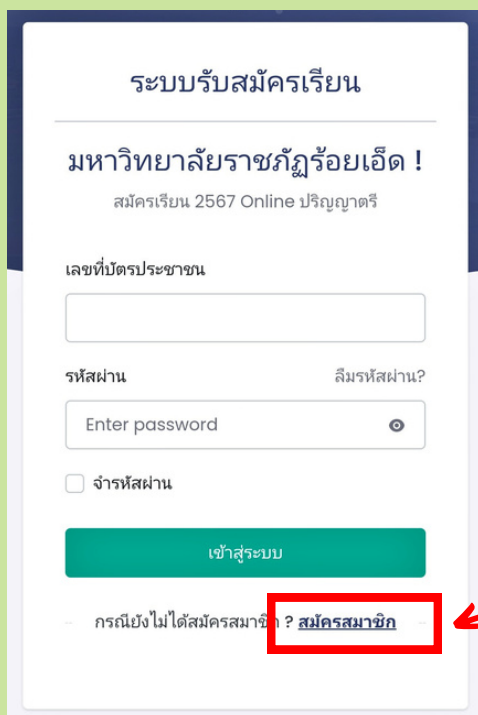 ระบบรับสมัครเรียน
มหาวิทยาลัยราชภัฏร้อยเอ็ด !
สมัครเรียน 2567 Online ปริญญาตรี
เลขที่บัตรประชาชน
รหัสผ่าน ลืมรหัสผ่าน?
Enter password
จำรหัสผ่าน
เข้าสู่ระบบ
กรณียังไม่ได้สมัครสมาชิก ? สมัครสมาชิก